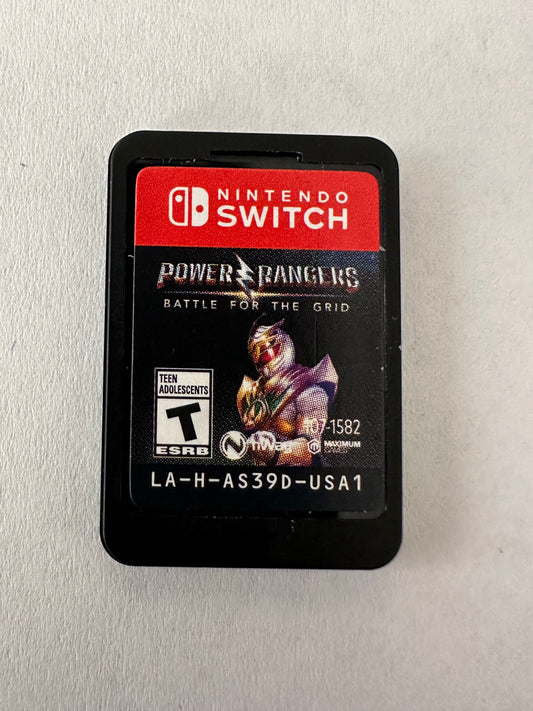 NINTENDO
SWITCH
POWER RANGERS
BATTLE FOR THE GRID
TEEN
ADOLESCENTS
T
ESRB
107-1582
N nWay
m MAXIMUM
GAMES
LA-H-AS39D-USA1